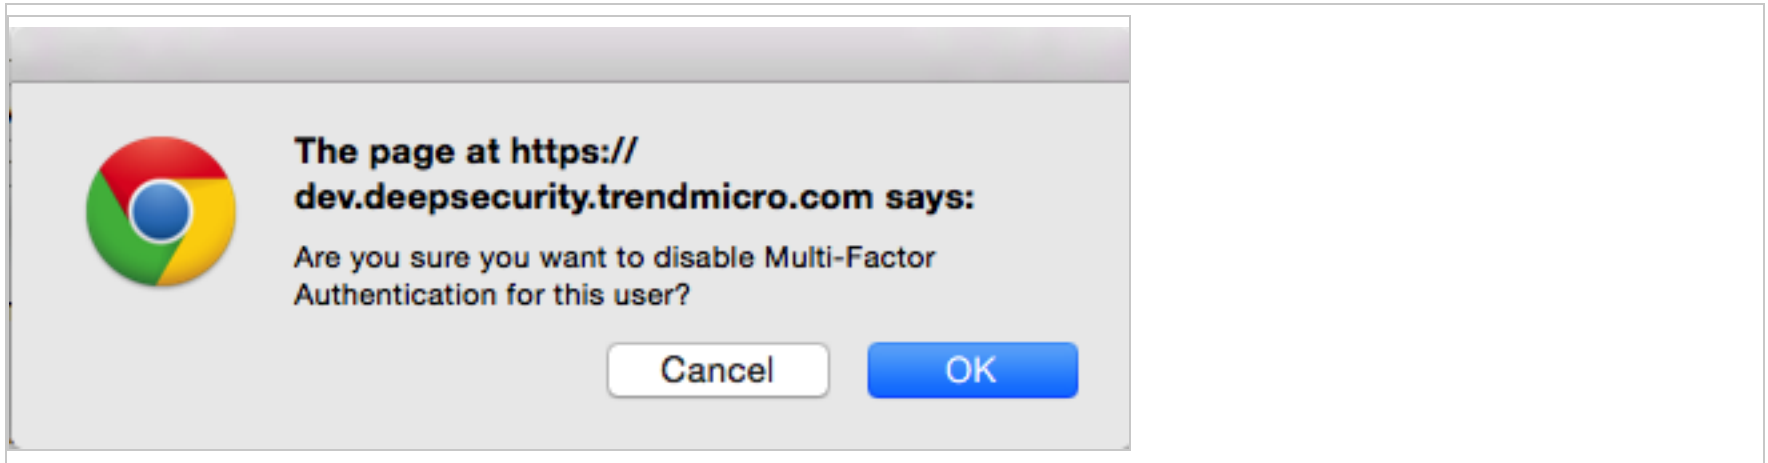 The page at https://
dev.deepsecurity.trendmicro.com says:
Are you sure you want to disable Multi-Factor
Authentication for this user?
Cancel OK